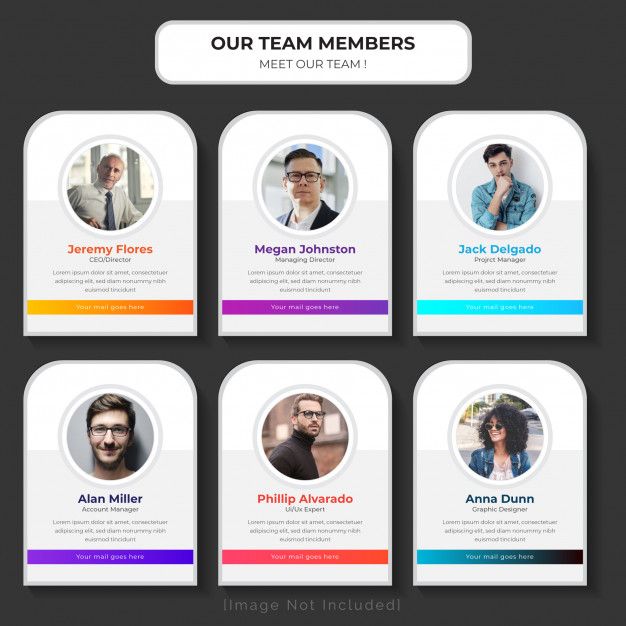 OUR TEAM MEMBERS
MEET OUR TEAM !
Jeremy Flores
CEO/Director
Lorem ipsum dolor sit amet, consectetuer
adipiscing elit, sed diam nonummy nibh
euismod tincidunt
Your mail goes here
Megan Johnston
Managing Director
Lorem ipsum dolor sit amet, consectetuer
adipiscing elit, sed diam nonummy nibh
euismod tincidunt
Your mail goes here
Jack Delgado
Projrct Manager
Lorem ipsum dolor sit amet, consectetuer
adipiscing elit, sed diam nonummy nibh
euismod tincidunt
Your mail goes here
Alan Miller
Account Manager
Lorem ipsum dolor sit amet, consectetuer
adipiscing elit, sed diam nonummy nibh
euismod tincidunt
Your mail goes here
Phillip Alvarado
Ui/Ux Expert
Lorem ipsum dolor sit amet, consectetuer
adipiscing elit, sed diam nonummy nibh
euismod tincidunt
Your mail goes here
Anna Dunn
Graphic Designer
Lorem ipsum dolor sit amet, consectetuer
adipiscing elit, sed diam nonummy nibh
euismod tincidunt
Your mail goes here
[Image Not Included]